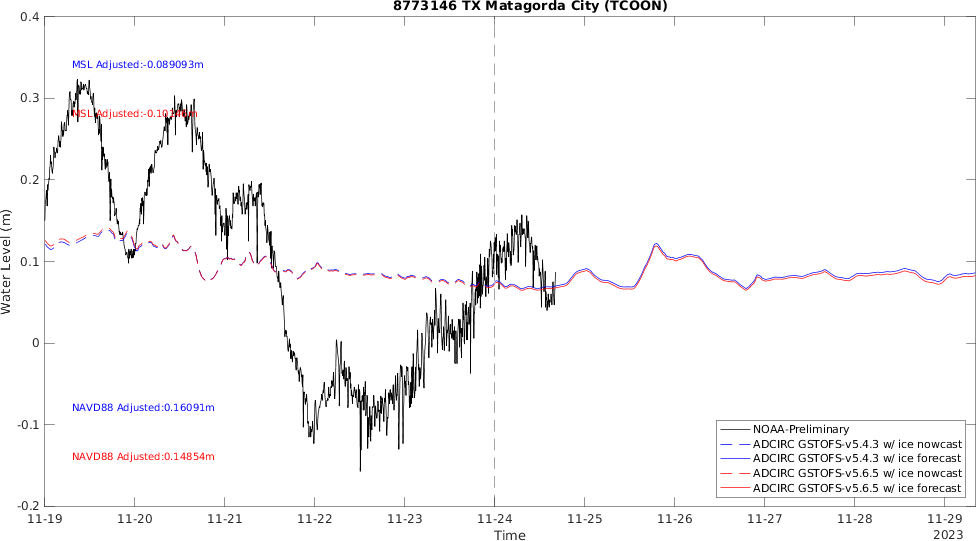 8773146 TX Matagorda City (TCOON)
0.4
0.3
0.2
0.1
0
-0.1
-0.2
Water Level (m)
MSL Adjusted:-0.089093m
MSL Adjusted:
NAVD88 Adjusted:0.16091m
NAVD88 Adjusted:0.14854m
NOAA-Preliminary
ADCIRC GSTOFS-v5.4.3 w/ ice nowcast
ADCIRC GSTOFS-v5.4.3 w/ ice forecast
ADCIRC GSTOFS-v5.6.5 w/ ice nowcast
ADCIRC GSTOFS-v5.6.5 w/ ice forecast
11-19 11-20 11-21 11-22 11-23 11-24 11-25 11-26 11-27 11-28 11-29
2023
Time